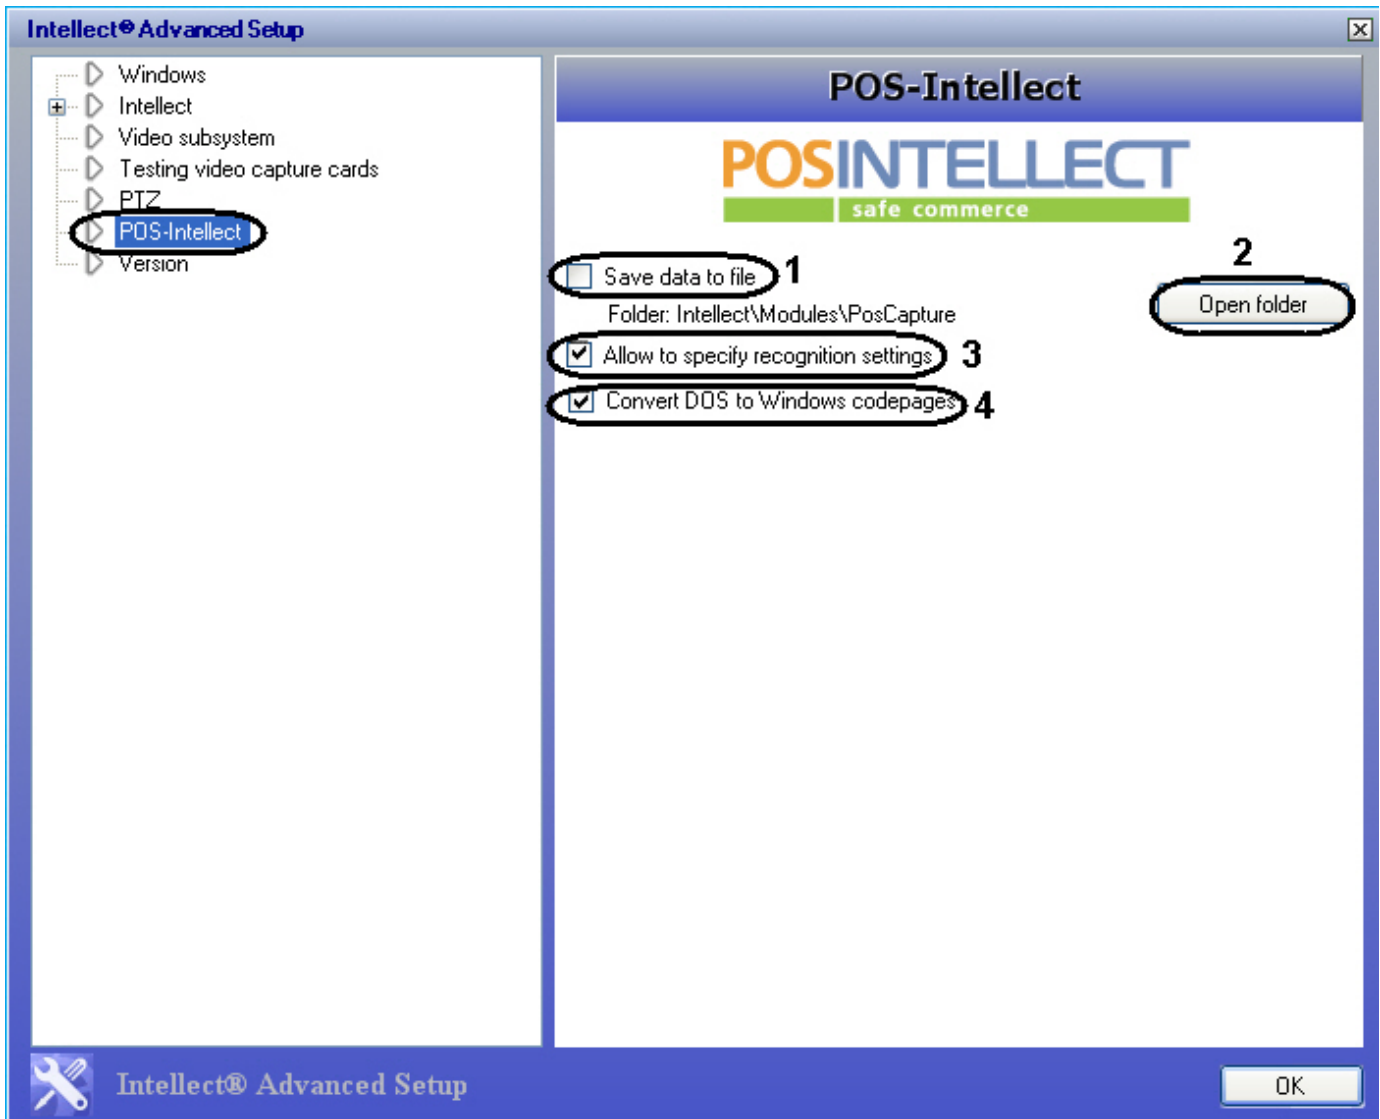 Intellect® Advanced Setup
Windows
Intellect
Video subsystem
Testing video capture cards
PTZ
POS-Intellect
Version
POS-Intellect
POSINTELLECT
safe commerce
Save data to file 1
2
Open folder
Folder: Intellect\Modules\PosCapture
Allow to specify recognition settings 3
Convert DOS to Windows codepages 4
Intellect® Advanced Setup
OK